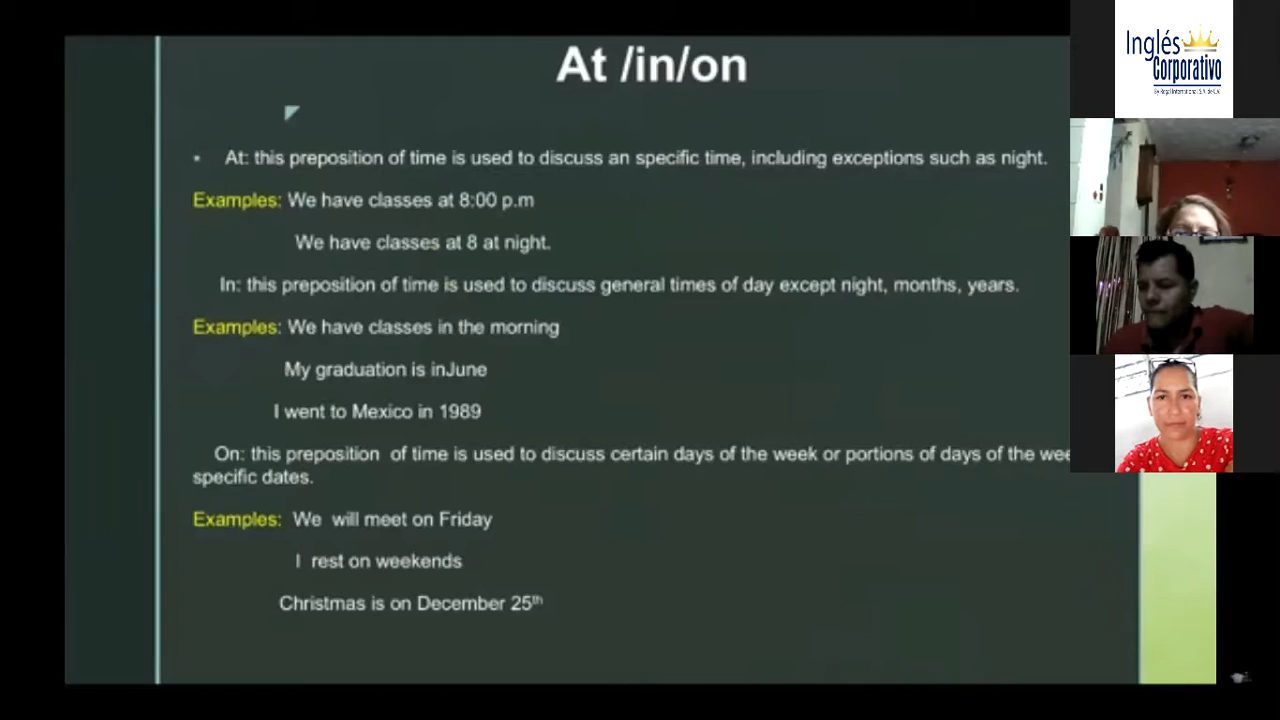 At /in/on
Inglés
Corporativo
• At: this preposition of time is used to discuss an specific time, including exceptions such as night.
Examples: We have classes at 8:00 p.m
We have classes at 8 at night.
In: this preposition of time is used to discuss general times of day except night, months, years.
Examples: We have classes in the morning
My graduation is inJune
I went to Mexico in 1989
On: this preposition of time is used to discuss certain days of the week or portions of days of the wee
specific dates.
Examples: We will meet on Friday
I rest on weekends
Christmas is on December 25th